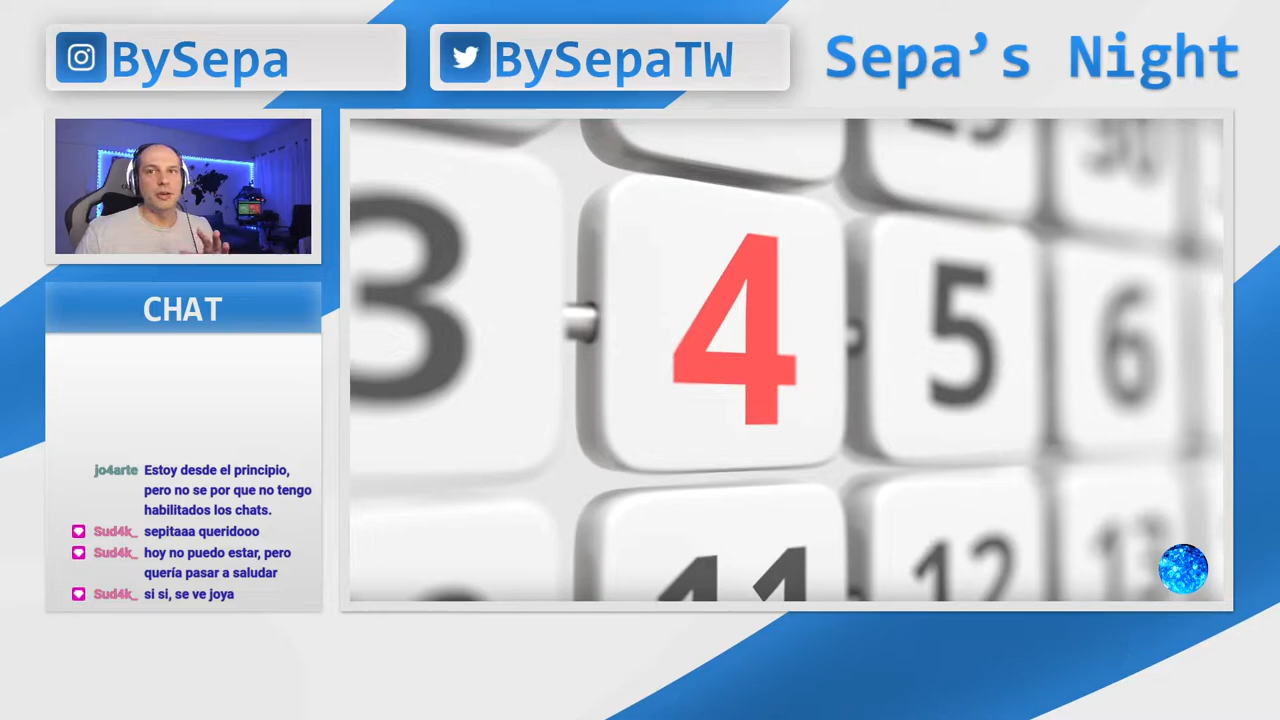 BySepa
BySepaTW
Sepa's Night
CHAT
jo4arte Estoy desde el principio,
pero no se por que no tengo
habilitados los chats.
Sud4k_ sepitaaa queridooo
Sud4k_ hoy no puedo estar, pero
quería pasar a saludar
Sud4k_ si si, se ve joya
3 4 5 6
11 12 13